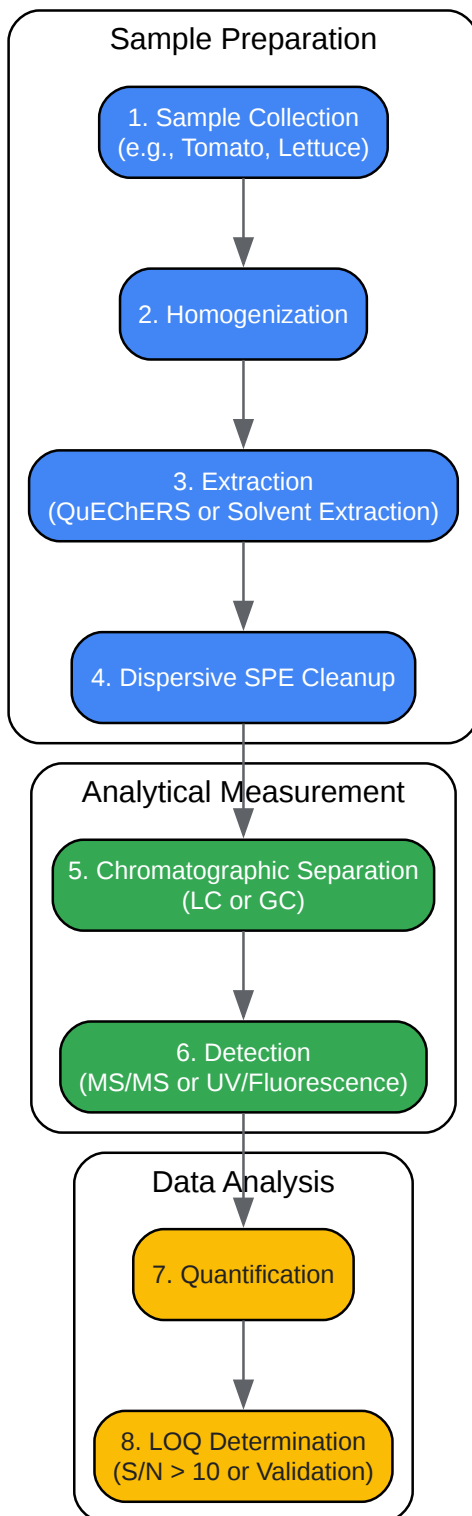 Sample Preparation
1. Sample Collection
(e.g., Tomato, Lettuce)
2. Homogenization
3. Extraction
(QuEChERS or Solvent Extraction)
4. Dispersive SPE Cleanup
Analytical Measurement
5. Chromatographic Separation
(LC or GC)
6. Detection
(MS/MS or UV/Fluorescence)
Data Analysis
7. Quantification
8. LOQ Determination
(S/N > 10 or Validation)